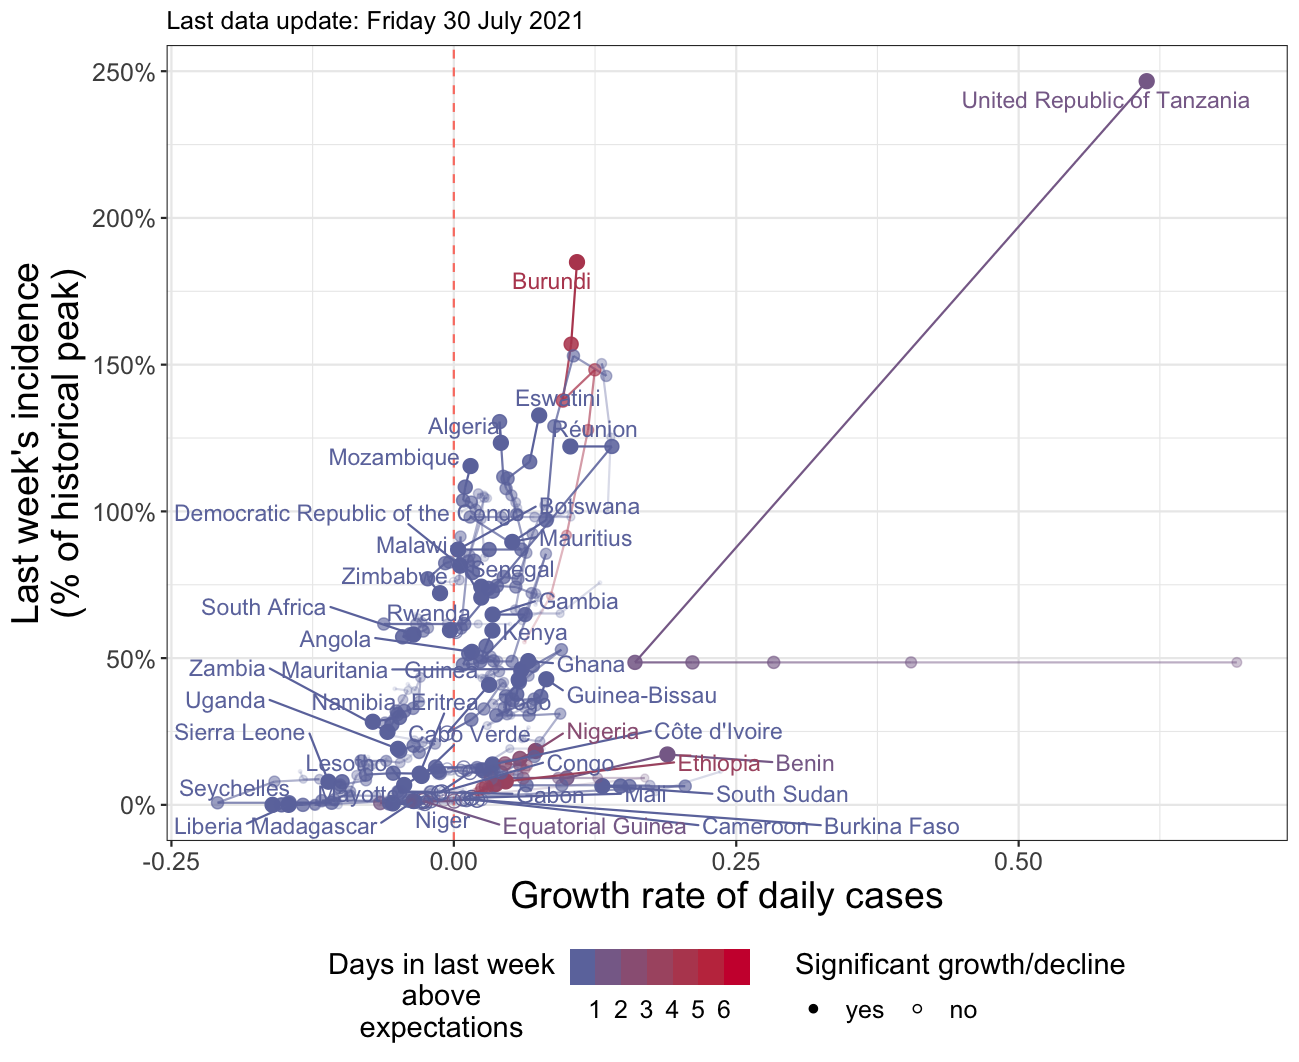 Last data update: Friday 30 July 2021
Last week's incidence
(% of historical peak)
250%
200%
150%
100%
50%
0%
United Republic of Tanzania
Burundi
Eswatini
Algeria
Réunion
Mozambique
Botswana
Democratic Republic of the Congo
Mauritius
Malawi
Senegal
Zimbabwe
Gambia
South Africa
Rwanda
Kenya
Angola
Ghana
Zambia
Mauritania
Guinea
Guinea-Bissau
Uganda
Namibia
Eritrea
Togo
Sierra Leone
Cabo Verde
Nigeria
Côte d'Ivoire
Lesotho
Congo
Ethiopia
Benin
Seychelles
Mayotte
Gabon
Mali
South Sudan
Liberia
Madagascar
Niger
Equatorial Guinea
Cameroon
Burkina Faso
-0.25
0.00
0.25
0.50
Growth rate of daily cases
Days in last week
above
expectations
1 2 3 4 5 6
Significant growth/decline
yes
no